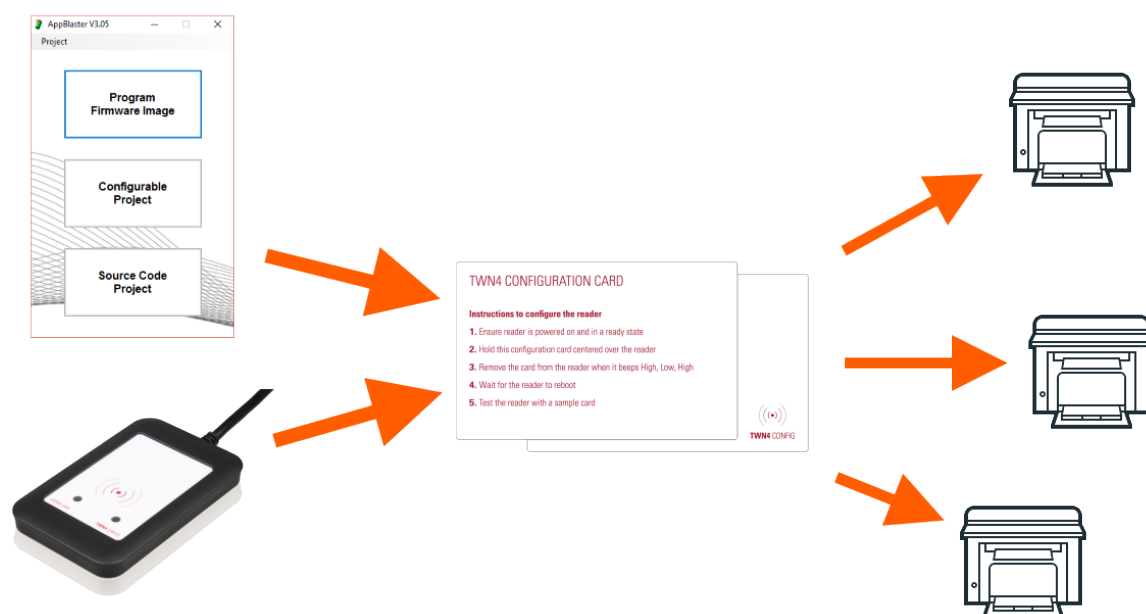 AppBlaster V3.05
Project
Program
Firmware Image
Configurable
Project
Source Code
Project
TWN4 CONFIGURATION CARD
Instructions to configure the reader
1. Ensure reader is powered on and in a ready state
2. Hold this configuration card centered over the reader
3. Remove the card from the reader when it beeps High, Low, High
4. Wait for the reader to reboot
5. Test the reader with a sample card
TWN4 CONFIG